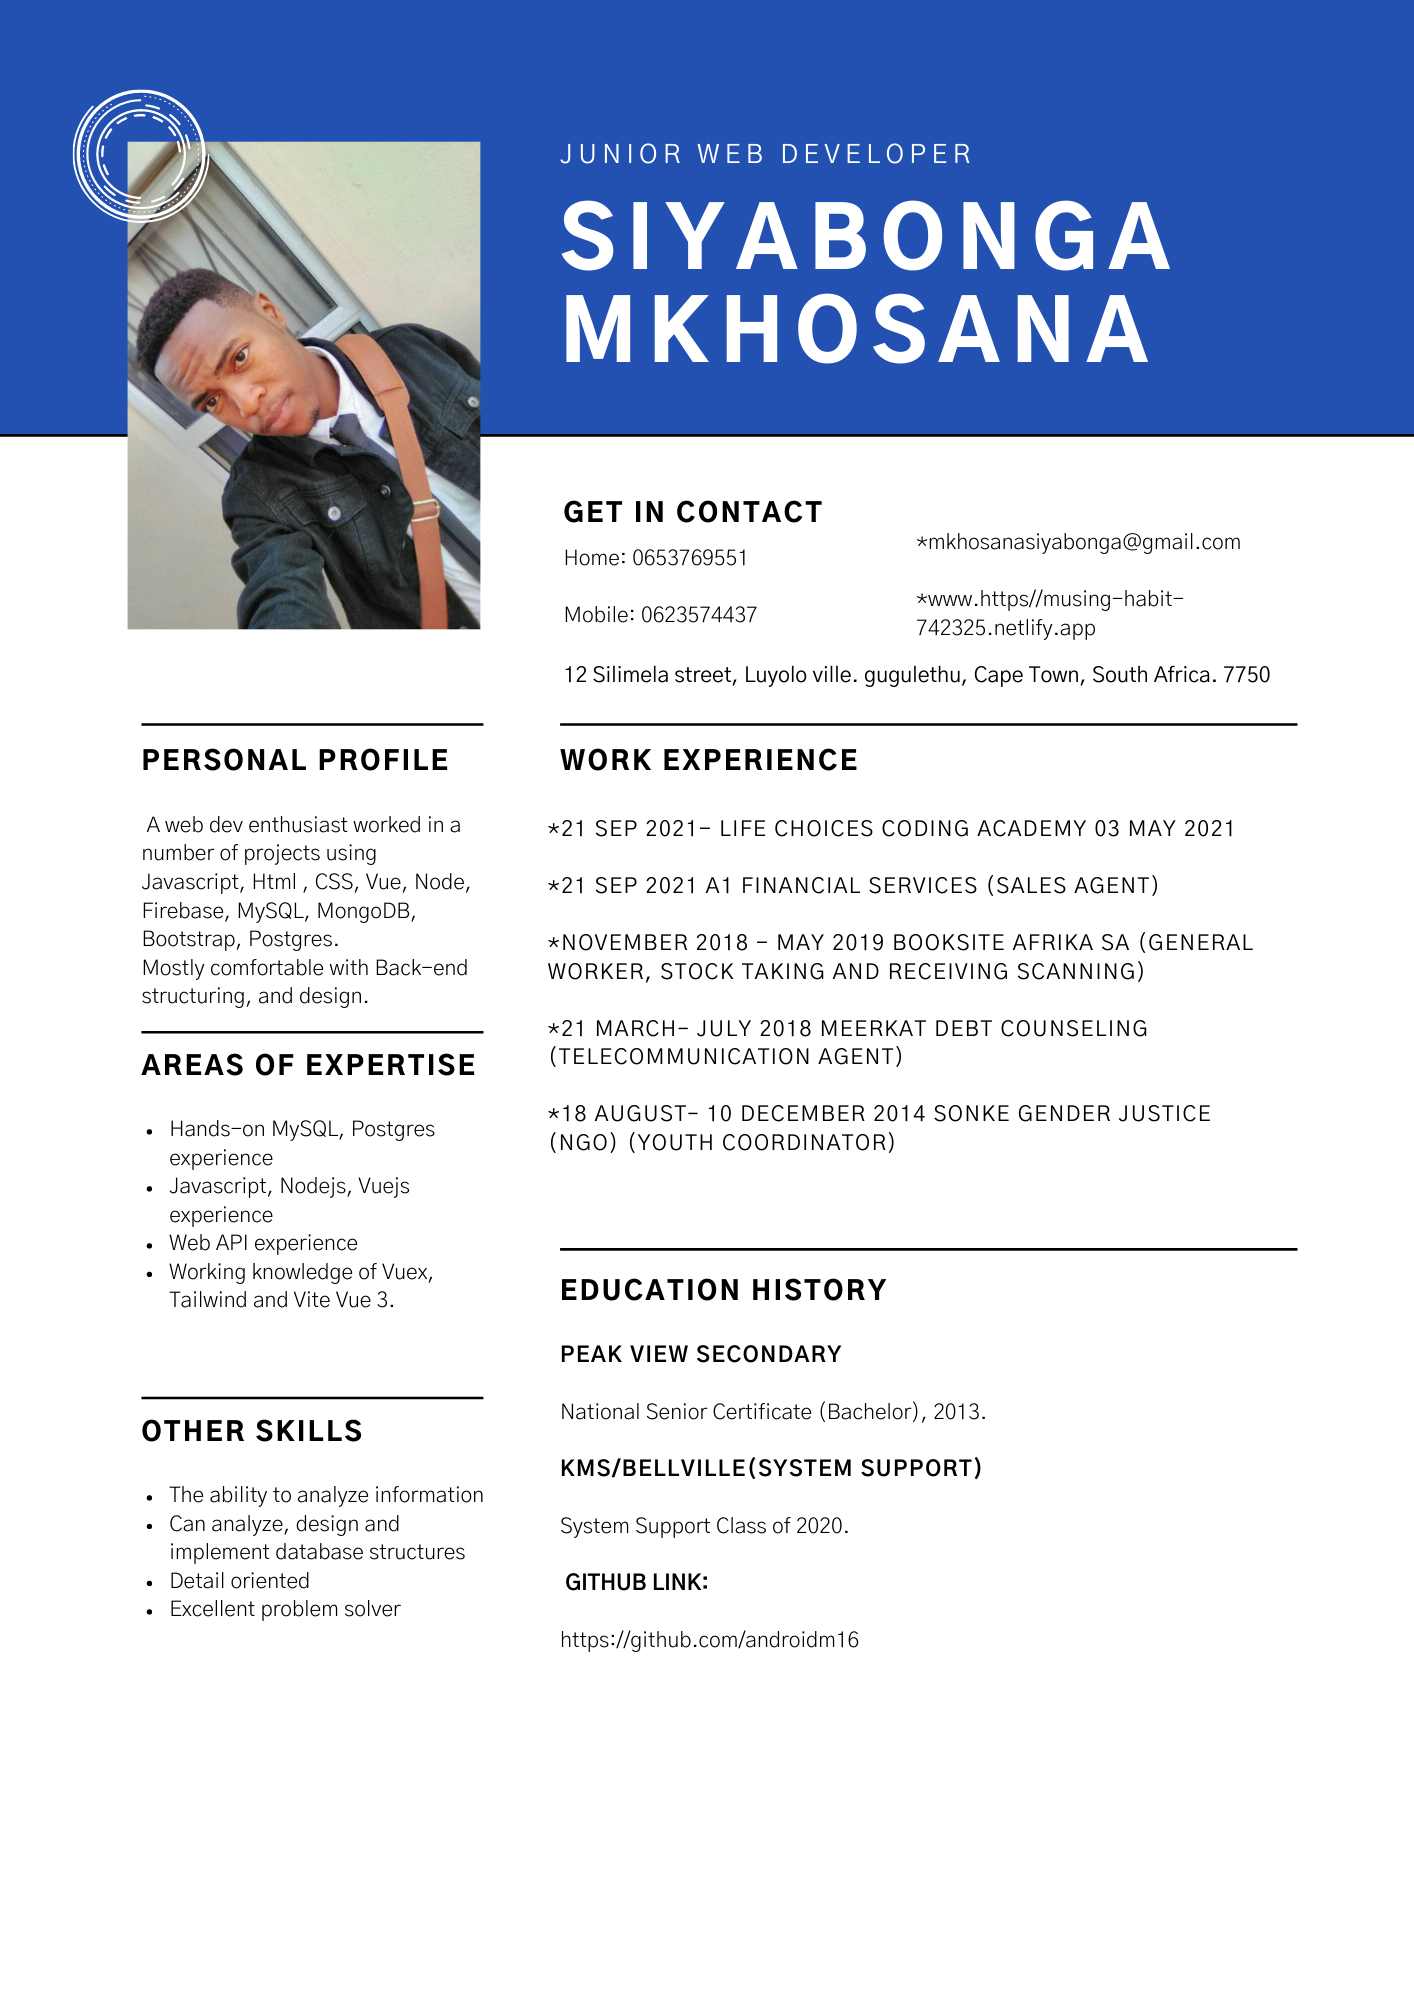 JUNIOR WEB DEVELOPER
SIYABONGA
MKHOSANA
GET IN CONTACT
Home: 0653769551
Mobile: 0623574437
*mkhosanasiyabonga@gmail.com
*www.https//musing-habit-
742325.netlify.app
12 Silimela street, Luyolo ville. gugulethu, Cape Town, South Africa. 7750
PERSONAL PROFILE
A web dev enthusiast worked in a
number of projects using
Javascript, Html , CSS, Vue, Node,
Firebase, MySQL, MongoDB,
Bootstrap, Postgres.
Mostly comfortable with Back-end
structuring, and design.
AREAS OF EXPERTISE
• Hands-on MySQL, Postgres
experience
• Javascript, Nodejs, Vuejs
experience
• Web API experience
• Working knowledge of Vuex,
Tailwind and Vite Vue 3.
OTHER SKILLS
• The ability to analyze information
• Can analyze, design and
implement database structures
• Detail oriented
• Excellent problem solver
WORK EXPERIENCE
*21 SEP 2021- LIFE CHOICES CODING ACADEMY 03 MAY 2021
*21 SEP 2021 A1 FINANCIAL SERVICES (SALES AGENT)
*NOVEMBER 2018 - MAY 2019 BOOKSITE AFRIKA SA (GENERAL
WORKER, STOCK TAKING AND RECEIVING SCANNING)
*21 MARCH- JULY 2018 MEERKAT DEBT COUNSELING
(TELECOMMUNICATION AGENT)
*18 AUGUST- 10 DECEMBER 2014 SONKE GENDER JUSTICE
(NGO) (YOUTH COORDINATOR)
EDUCATION HISTORY
PEAK VIEW SECONDARY
National Senior Certificate (Bachelor), 2013.
KMS/BELLVILLE(SYSTEM SUPPORT)
System Support Class of 2020.
GITHUB LINK:
https://github.com/androidm16